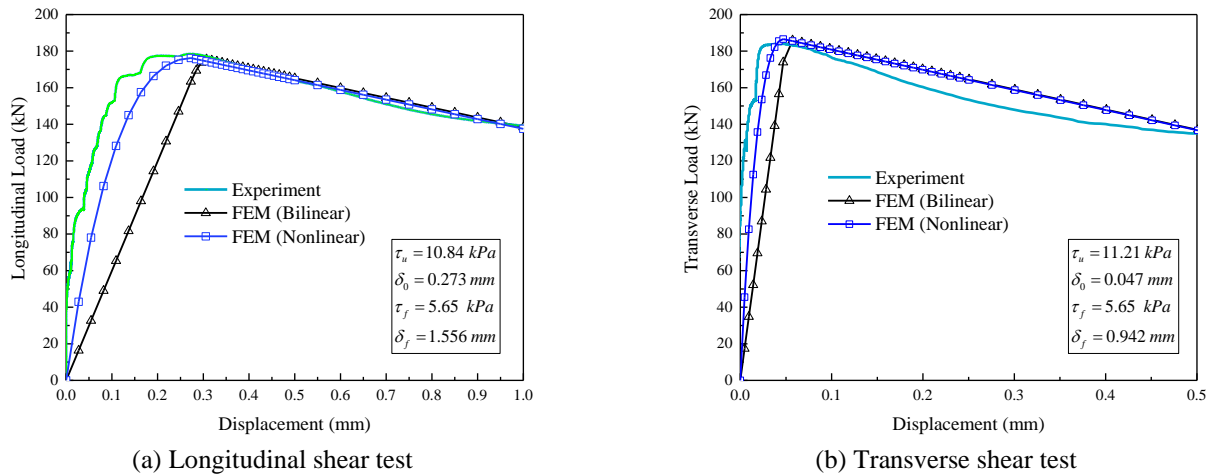 200
180
160
140
120
100
80
60
40
20
0
Longitudinal Load (kN)
Experiment
FEM (Bilinear)
FEM (Nonlinear)
τu = 10.84 kPa
δ0 = 0.273 mm
τf = 5.65 kPa
δf = 1.556 mm
0.0 0.1 0.2 0.3 0.4 0.5 0.6 0.7 0.8 0.9 1.0
Displacement (mm)
(a) Longitudinal shear test
200
180
160
140
120
100
80
60
40
20
0
Transverse Load (kN)
Experiment
FEM (Bilinear)
FEM (Nonlinear)
τu = 11.21 kPa
δ0 = 0.047 mm
τf = 5.65 kPa
δf = 0.942 mm
0.0 0.1 0.2 0.3 0.4 0.5
Displacement (mm)
(b) Transverse shear test